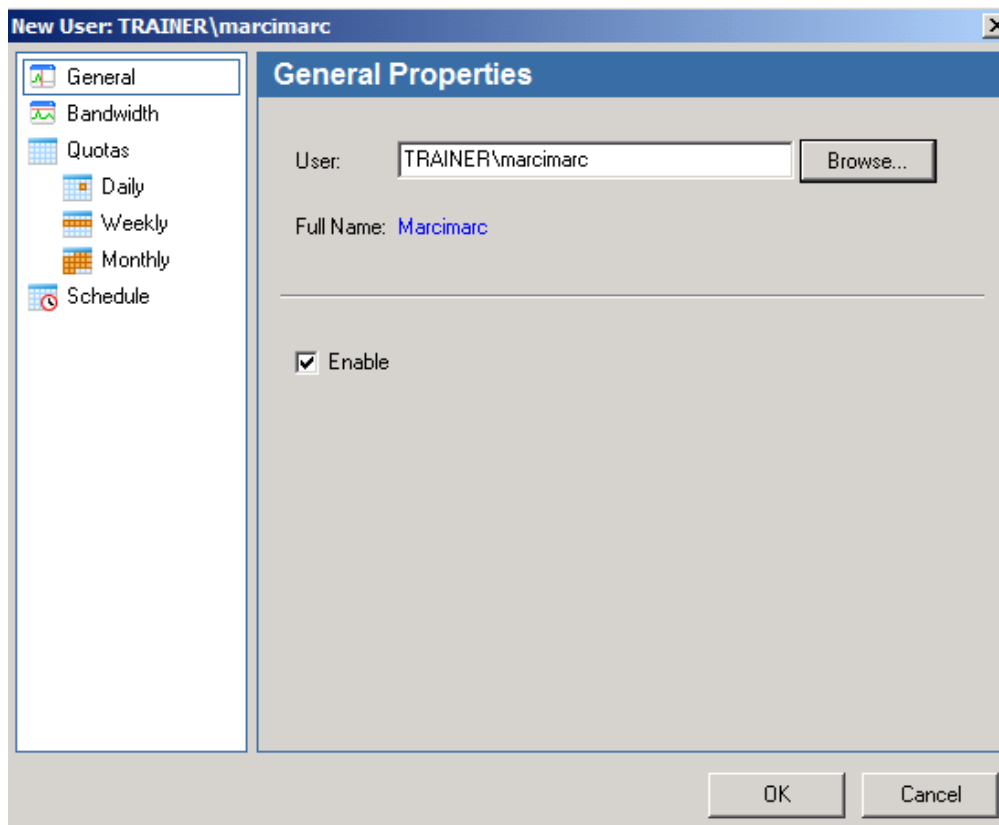 New User: TRAINER\marcimarc
General
Bandwidth
Quotas
Daily
Weekly
Monthly
Schedule
General Properties
User: TRAINER\marcimarc Browse...
Full Name: Marcimarc
Enable
OK Cancel